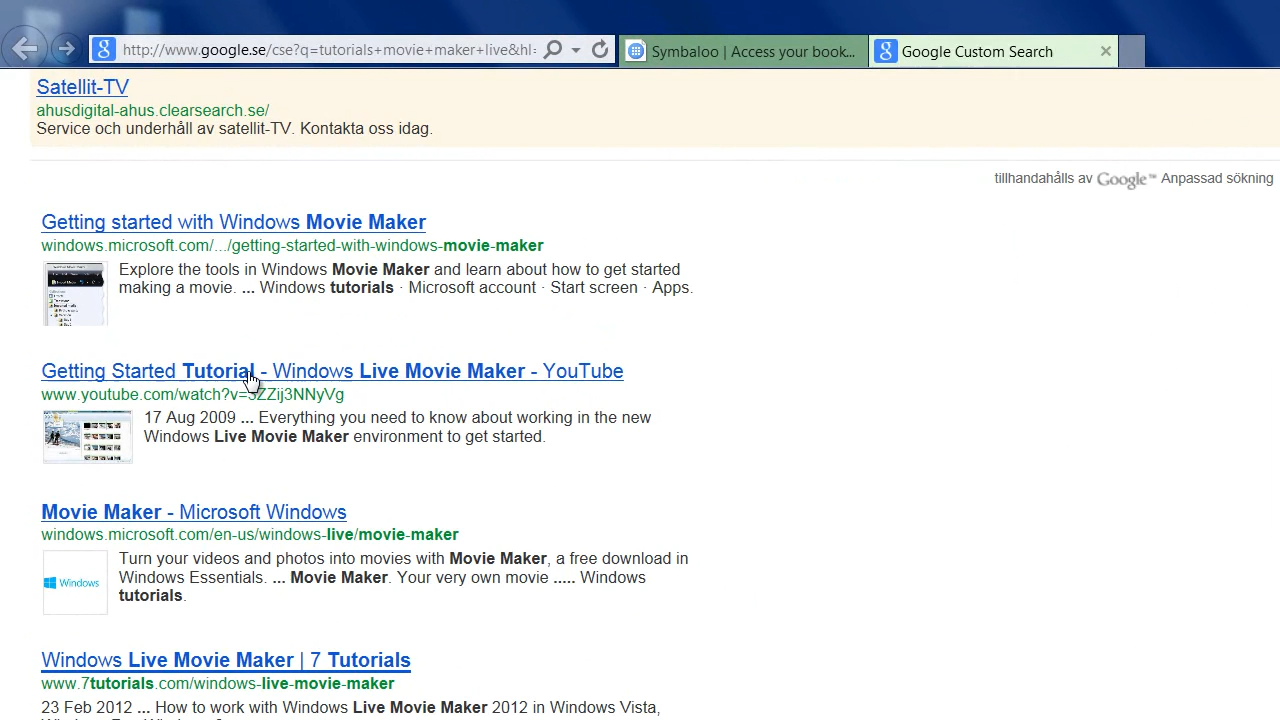 http://www.google.se/cse?q=tutorials+movie+maker+live&hl=
Symbaloo | Access your book...
Google Custom Search
Satellit-TV
ahusdigital-ahus.clearsearch.se/
Service och underhåll av satellit-TV. Kontakta oss idag.
tillhandahålls av Google™ Anpassad sökning
Getting started with Windows Movie Maker
windows.microsoft.com/.../getting-started-with-windows-movie-maker
Explore the tools in Windows Movie Maker and learn about how to get started
making a movie. ... Windows tutorials · Microsoft account · Start screen · Apps.
Getting Started Tutorial - Windows Live Movie Maker - YouTube
www.youtube.com/watch?v=5ZZij3NNyVg
17 Aug 2009 ... Everything you need to know about working in the new
Windows Live Movie Maker environment to get started.
Movie Maker - Microsoft Windows
windows.microsoft.com/en-us/windows-live/movie-maker
Windows
Turn your videos and photos into movies with Movie Maker, a free download in
Windows Essentials. ... Movie Maker. Your very own movie ..... Windows
tutorials.
Windows Live Movie Maker | 7 Tutorials
www.7tutorials.com/windows-live-movie-maker
23 Feb 2012 ... How to work with Windows Live Movie Maker 2012 in Windows Vista,